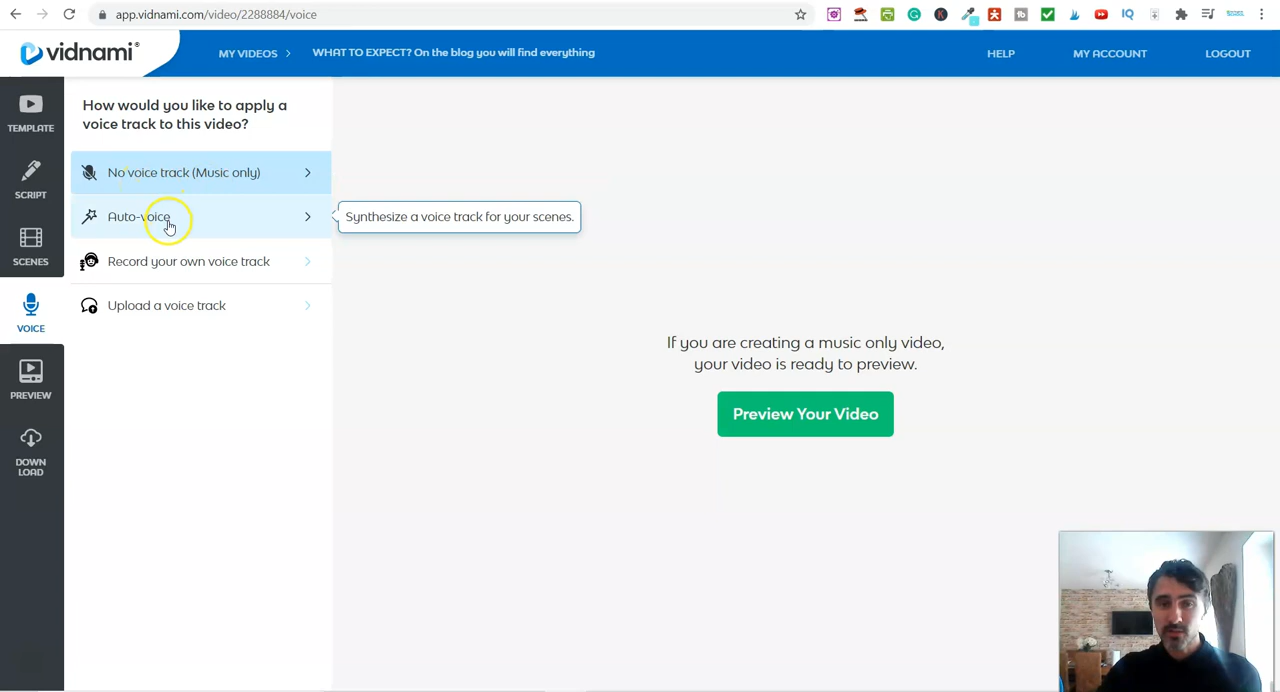 app.vidnami.com/video/2288884/voice
vidnami®
MY VIDEOS >
WHAT TO EXPECT? On the blog you will find everything
HELP
MY ACCOUNT
LOGOUT
TEMPLATE
SCRIPT
SCENES
VOICE
PREVIEW
DOWN
LOAD
How would you like to apply a
voice track to this video?
No voice track (Music only)
Auto-voice
Synthesize a voice track for your scenes.
Record your own voice track
Upload a voice track
If you are creating a music only video,
your video is ready to preview.
Preview Your Video